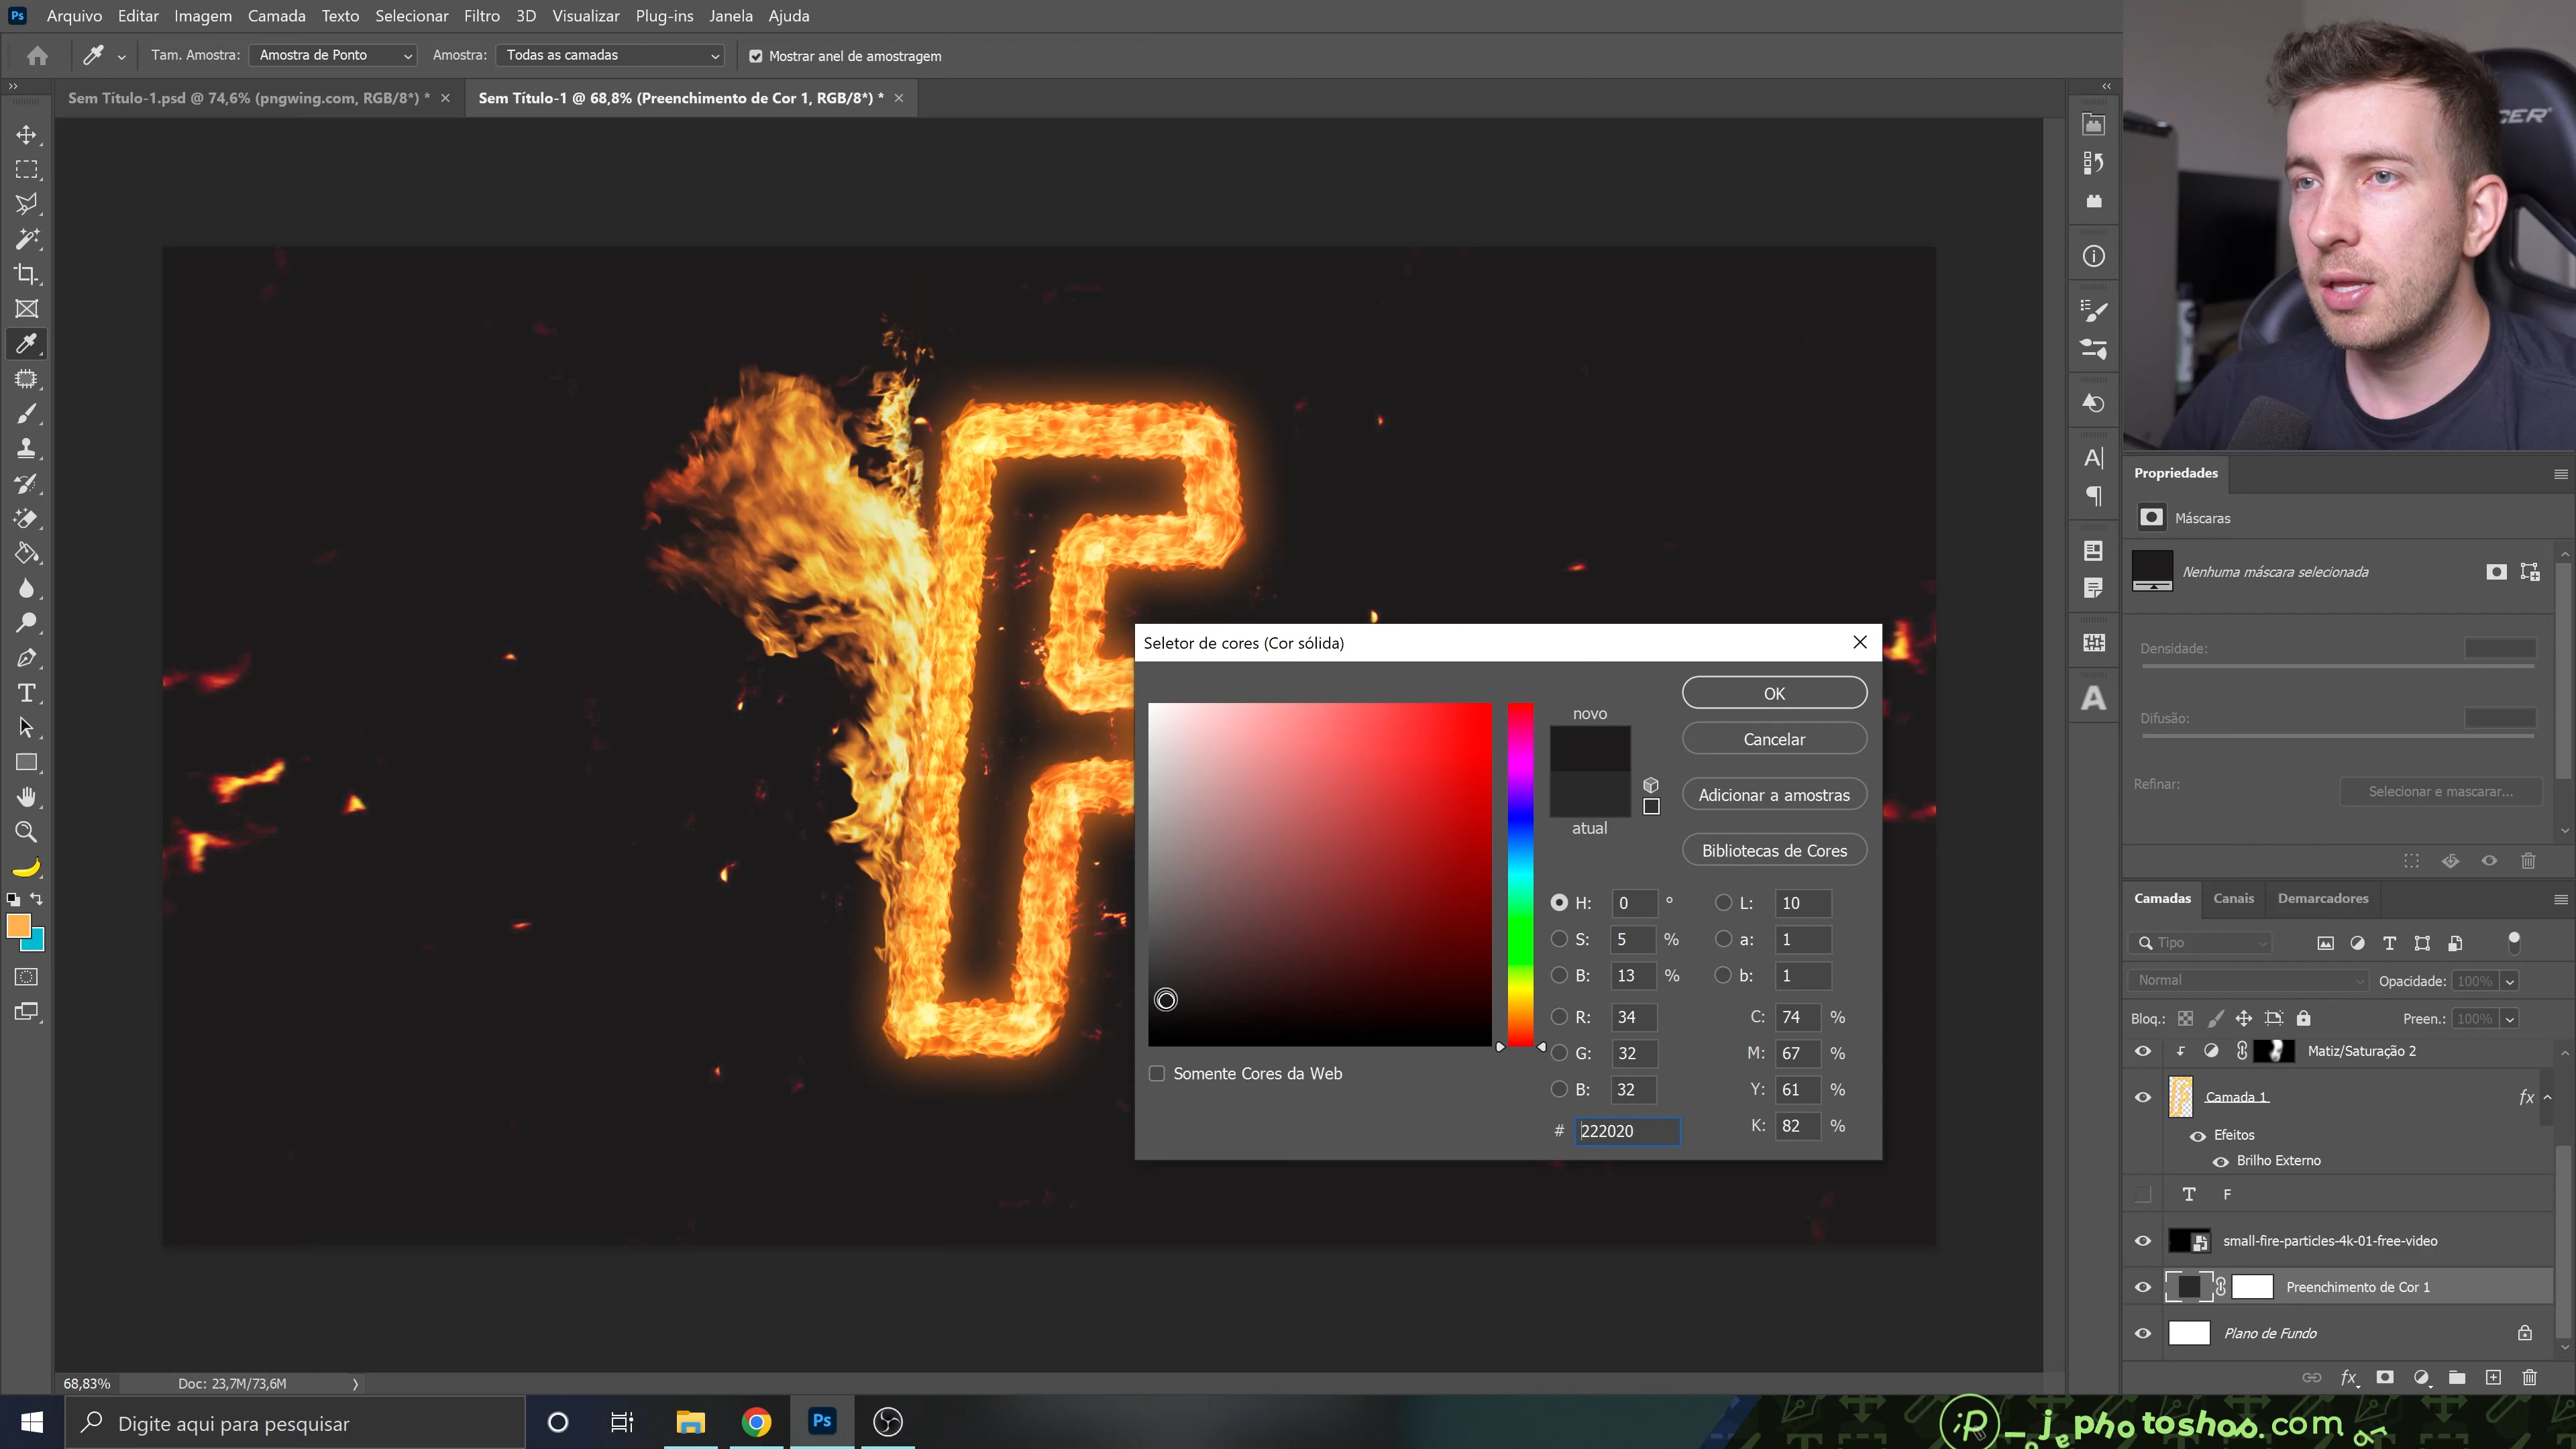 Ps Arquivo Editar Imagem Camada Texto Selecionar Filtro 3D Visualizar Plug-ins Janela Ajuda
Tam. Amostra: Amostra de Ponto Amostra: Todas as camadas Mostrar anel de amostragem
Sem Título-1.psd @ 74,6% (pngwing.com, RGB/8*) * Sem Título-1 @ 68,8% (Preenchimento de Cor 1, RGB/8*) *
Seletor de cores (Cor sólida)
novo
atual
OK
Cancelar
Adicionar a amostras
Bibliotecas de Cores
H: 0 ° L: 10
S: 5 % a: 1
B: 13 % b: 1
R: 34 C: 74 %
G: 32 M: 67 %
B: 32 Y: 61 %
# 222020 K: 82 %
Somente Cores da Web
Propriedades
Máscaras
Nenhuma máscara selecionada
Densidade:
Difusão:
Refinar: Selecionar e mascarar...
Camadas Canais Demarcadores
Tipo
Normal Opacidade: 100%
Bloq.: Preen.: 100%
Matiz/Saturação 2
Camada 1 fx
Efeitos
Brilho Externo
T F
small-fire-particles-4k-01-free-video
Preenchimento de Cor 1
Plano de Fundo
fx
68,83% Doc: 23,7M/73,6M
Digite aqui para pesquisar
Ps